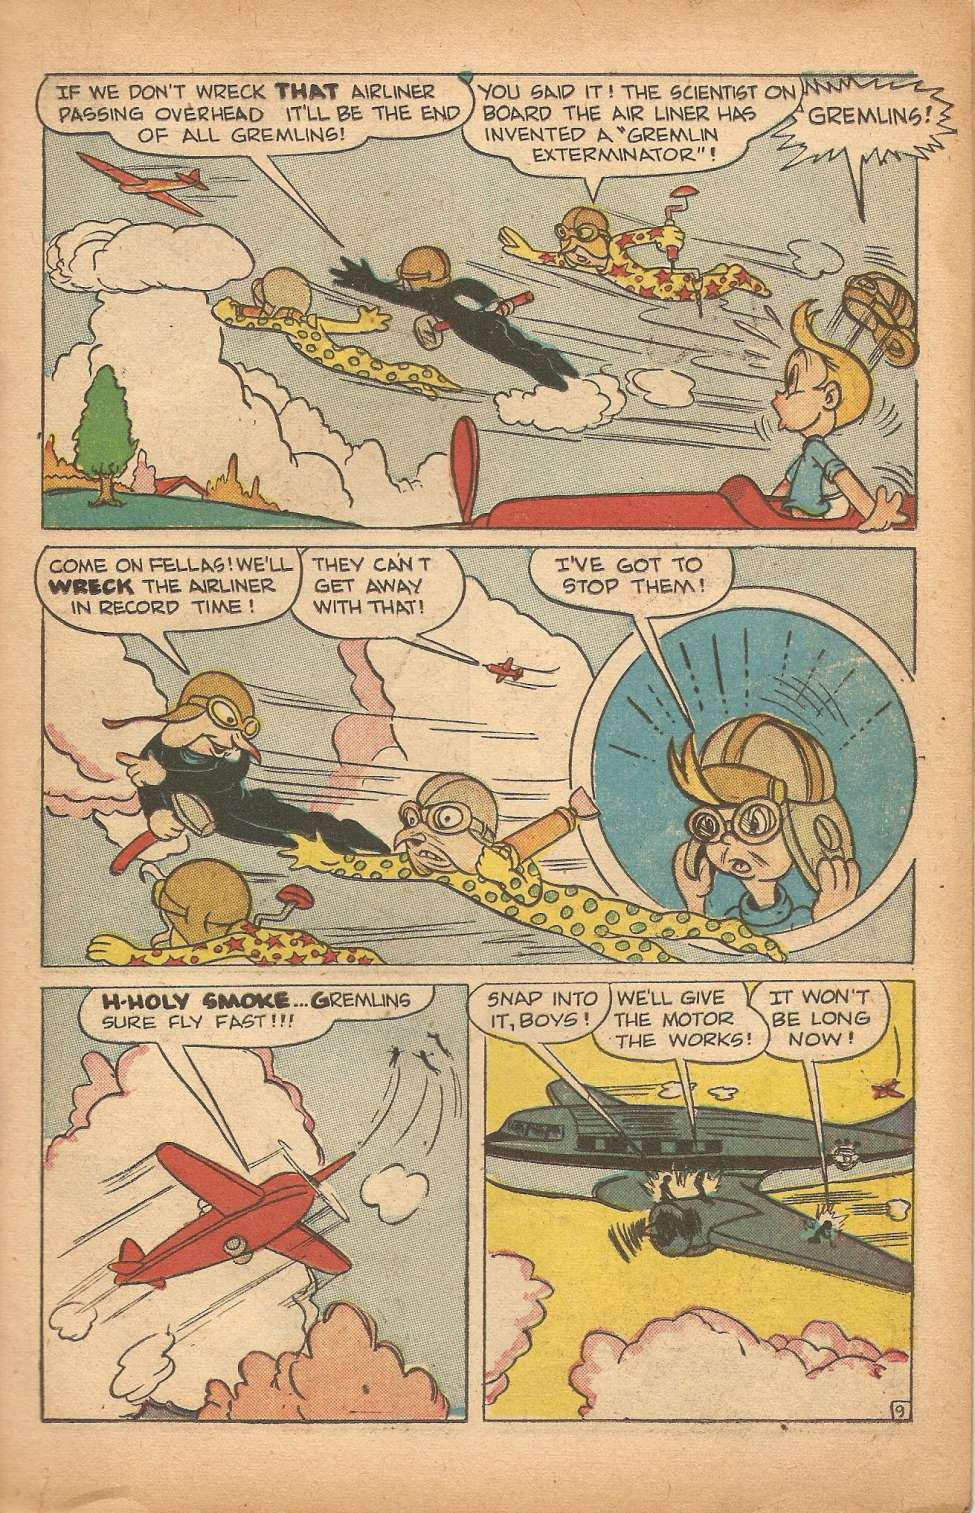 IF WE DON'T WRECK THAT AIRLINER
PASSING OVERHEAD IT'LL BE THE END
OF ALL GREMLINS!
YOU SAID IT! THE SCIENTIST ON
BOARD THE AIR LINER HAS
INVENTED A "GREMLIN
EXTERMINATOR"!
GREMLINS!
COME ON FELLAS! WE'LL
WRECK THE AIRLINER
IN RECORD TIME!
THEY CAN'T
GET AWAY
WITH THAT!
I'VE GOT TO
STOP THEM!
H-HOLY SMOKE...GREMLINS
SURE FLY FAST!!!
SNAP INTO
IT, BOYS!
WE'LL GIVE
THE MOTOR
THE WORKS!
IT WON'T
BE LONG
NOW!
9